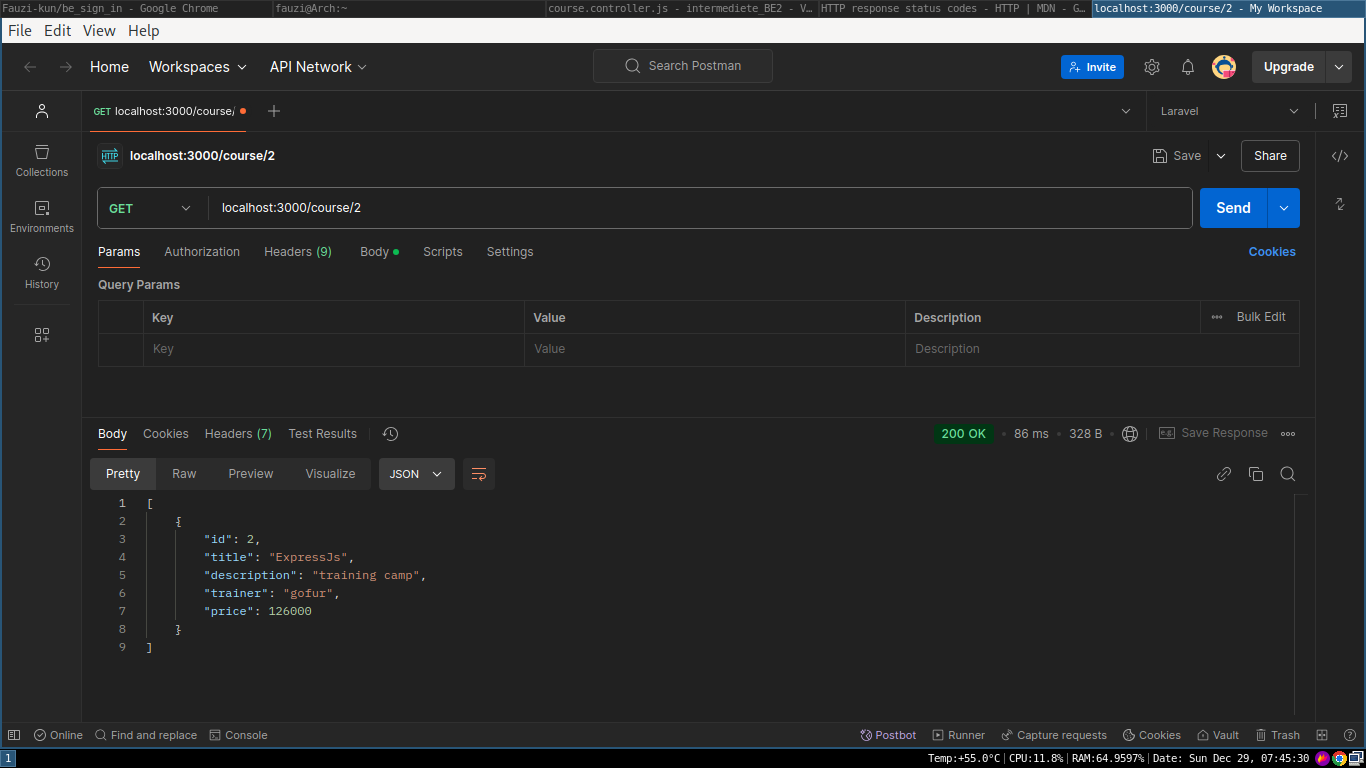 Fauzi-kun/be_sign_in - Google Chrome fauzi@Arch:~ course.controller.js - intermediete_BE2 - V... HTTP response status codes - HTTP | MDN - G... localhost:3000/course/2 - My Workspace
File Edit View Help
Home Workspaces API Network Search Postman Invite Upgrade
GET localhost:3000/course/ Laravel
HTTP localhost:3000/course/2 Save Share
Collections
GET localhost:3000/course/2 Send
Environments
Params Authorization Headers (9) Body Scripts Settings Cookies
History
Query Params
Key Value Description Bulk Edit
Key Value Description
Body Cookies Headers (7) Test Results 200 OK 86 ms 328 B e.g. Save Response
Pretty Raw Preview Visualize JSON
1 [
2 {
3 "id": 2,
4 "title": "ExpressJs",
5 "description": "training camp",
6 "trainer": "gofur",
7 "price": 126000
8 }
9 ]
Online Find and replace Console Postbot Runner Capture requests Cookies Vault Trash
1 Temp:+55.0°C|CPU:11.8%|RAM:64.9597%|Date: Sun Dec 29, 07:45:30